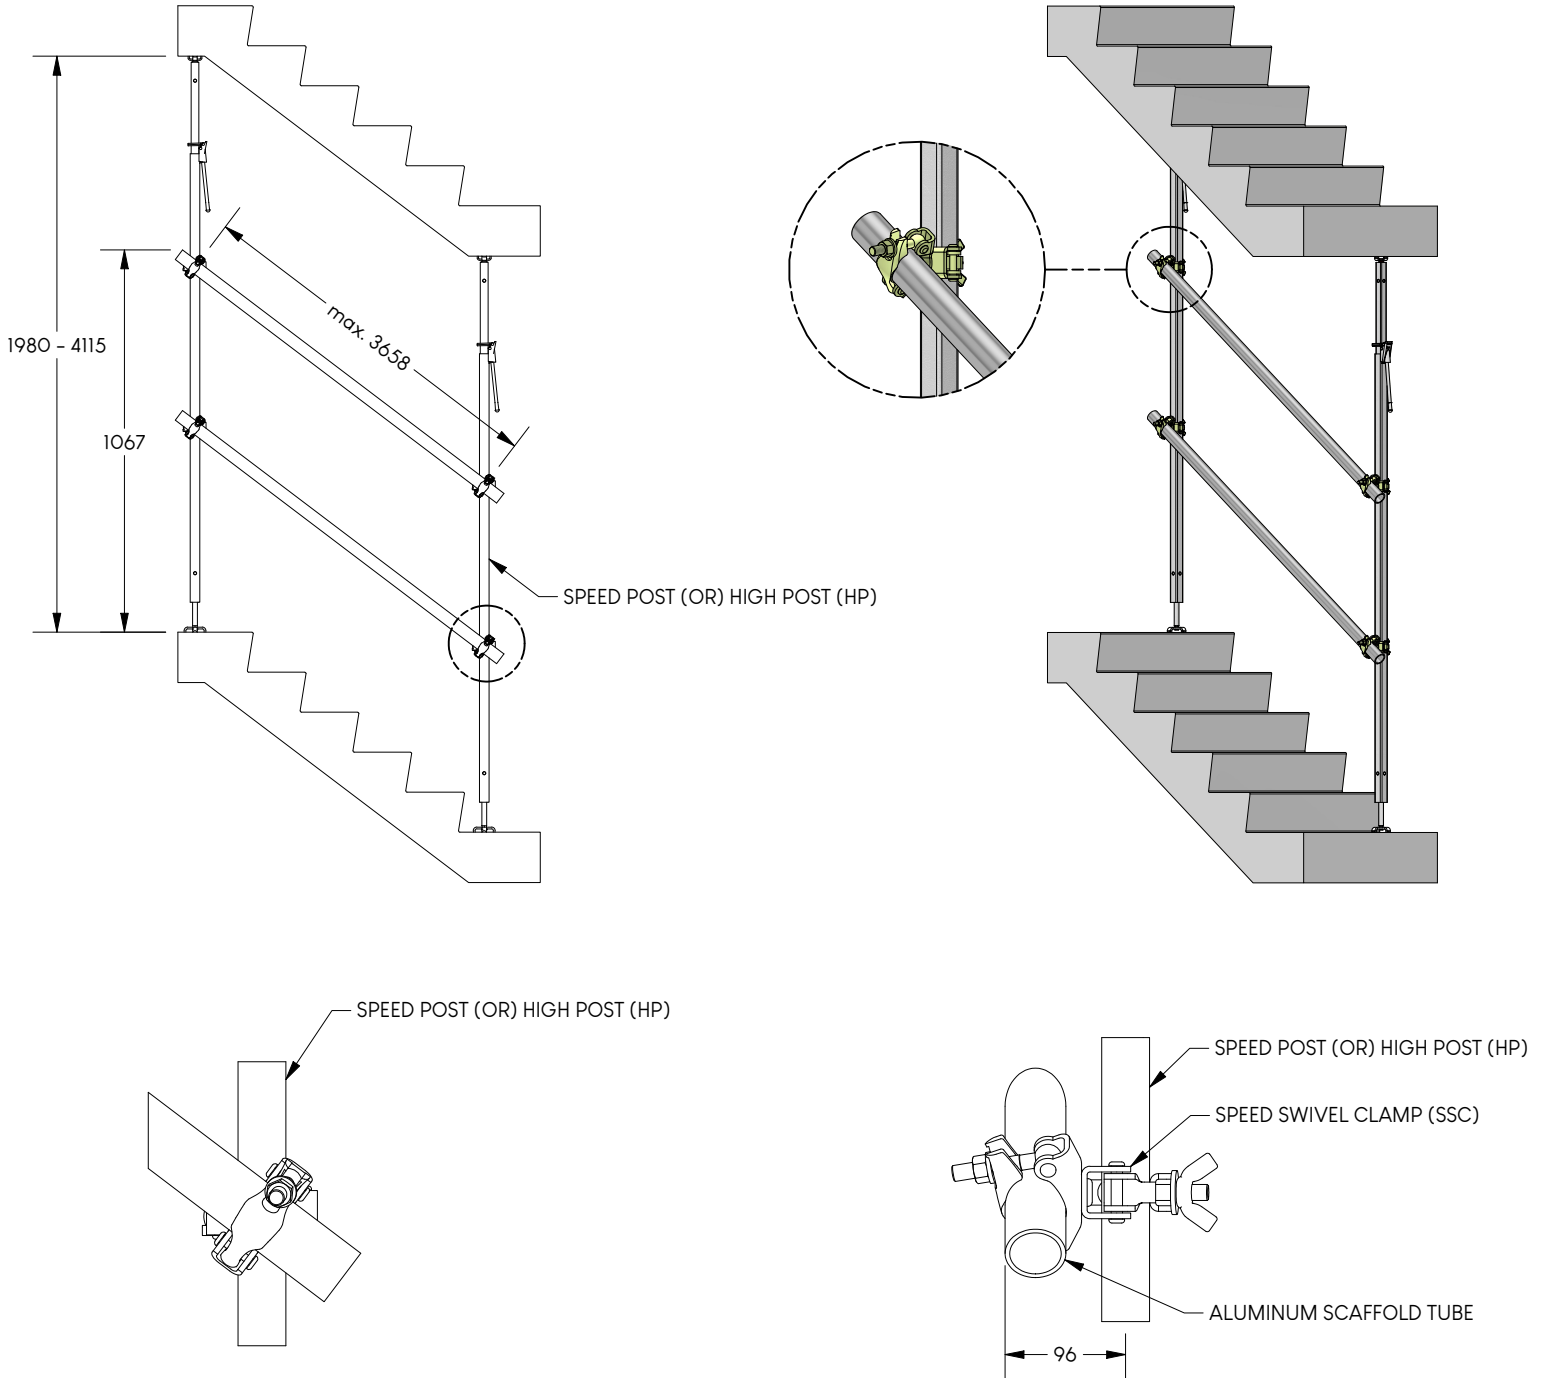 max. 3658
1980 - 4115
1067
SPEED POST (OR) HIGH POST (HP)
SPEED POST (OR) HIGH POST (HP)
SPEED POST (OR) HIGH POST (HP)
SPEED SWIVEL CLAMP (SSC)
ALUMINUM SCAFFOLD TUBE
96